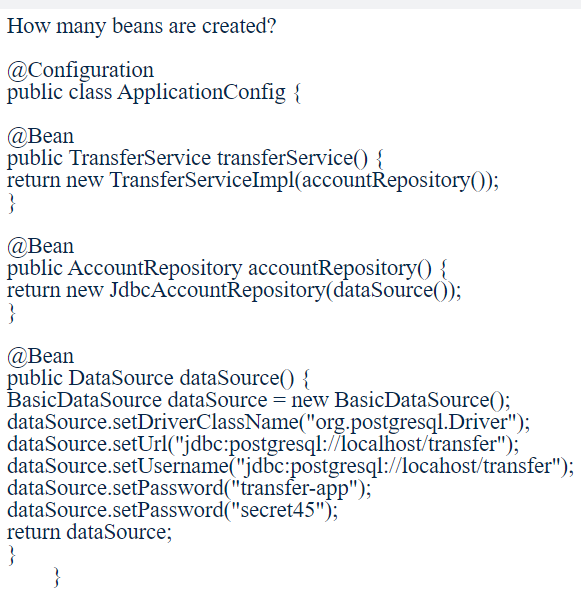 How many beans are created?
@Configuration
public class ApplicationConfig {
@Bean
public TransferService transferService() {
return new TransferServiceImpl(accountRepository());
}
@Bean
public AccountRepository accountRepository() {
return new JdbcAccountRepository(dataSource());
}
@Bean
public DataSource dataSource() {
BasicDataSource dataSource = new BasicDataSource();
dataSource.setDriverClassName("org.postgresql.Driver");
dataSource.setUrl("jdbc:postgresql://localhost/transfer");
dataSource.setUsername("jdbc:postgresql://locahost/transfer");
dataSource.setPassword("transfer-app");
dataSource.setPassword("secret45");
return dataSource;
}
}